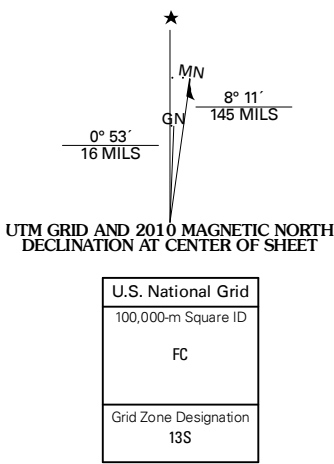 ★
MN
GN
8° 11´
145 MILS
0° 53´
16 MILS
UTM GRID AND 2010 MAGNETIC NORTH
DECLINATION AT CENTER OF SHEET
U.S. National Grid
100,000-m Square ID
FC
Grid Zone Designation
13S